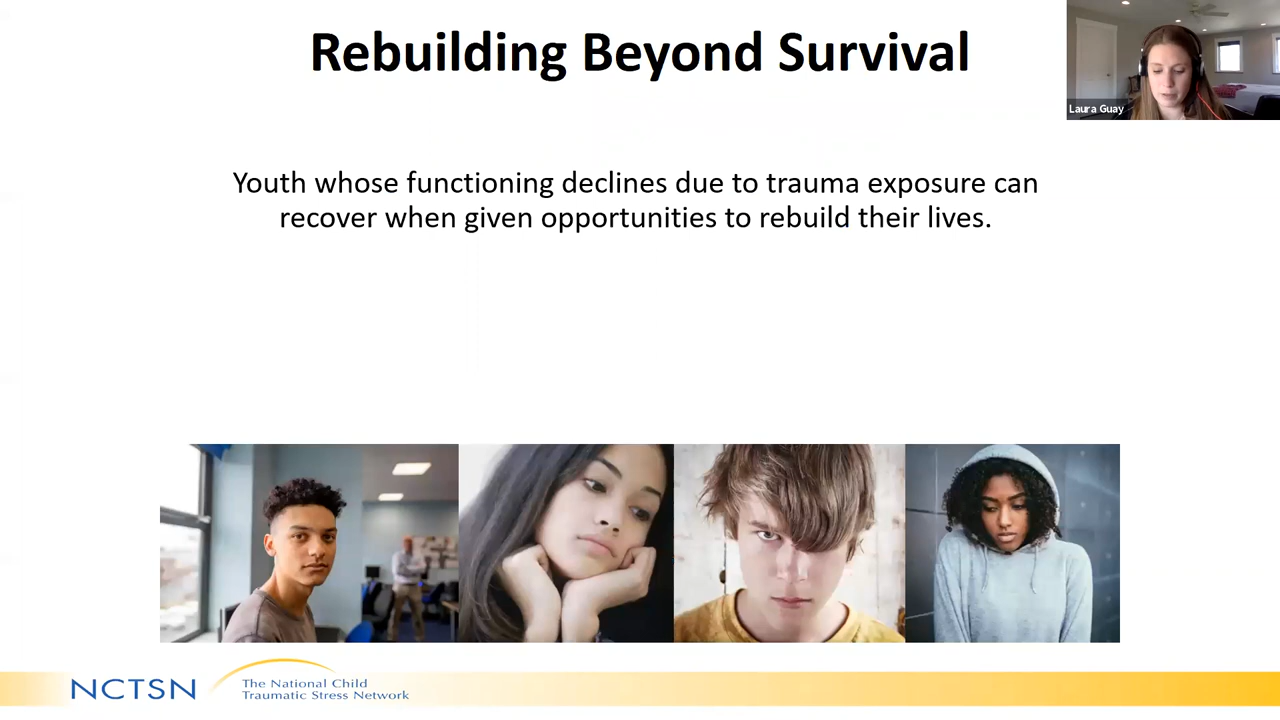 Rebuilding Beyond Survival
Laura Guay
Youth whose functioning declines due to trauma exposure can
recover when given opportunities to rebuild their lives.
NCTSN
The National Child
Traumatic Stress Network